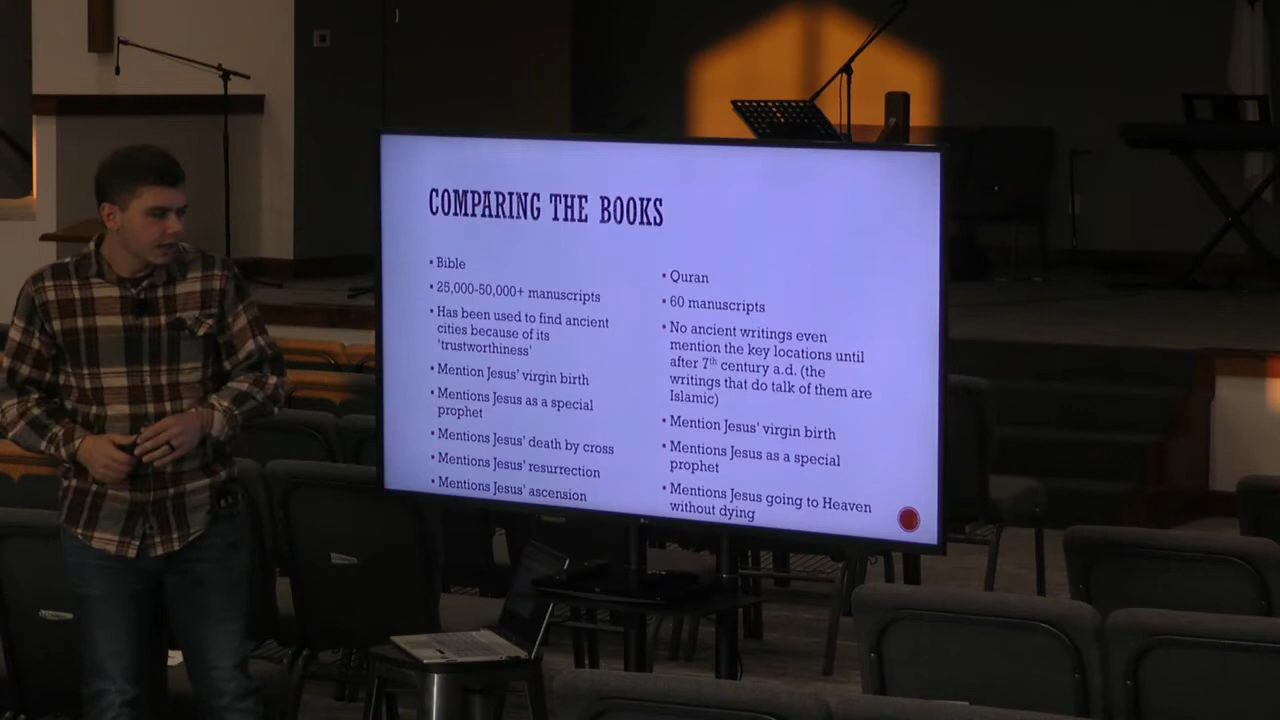 COMPARING THE BOOKS
▪ Bible
▪ 25,000-50,000+ manuscripts
▪ Has been used to find ancient
cities because of its
'trustworthiness'
▪ Mention Jesus' virgin birth
▪ Mentions Jesus as a special
prophet
▪ Mentions Jesus' death by cross
▪ Mentions Jesus' resurrection
▪ Mentions Jesus' ascension
▪ Quran
▪ 60 manuscripts
▪ No ancient writings even
mention the key locations until
after 7th century a.d. (the
writings that do talk of them are
Islamic)
▪ Mention Jesus' virgin birth
▪ Mentions Jesus as a special
prophet
▪ Mentions Jesus going to Heaven
without dying